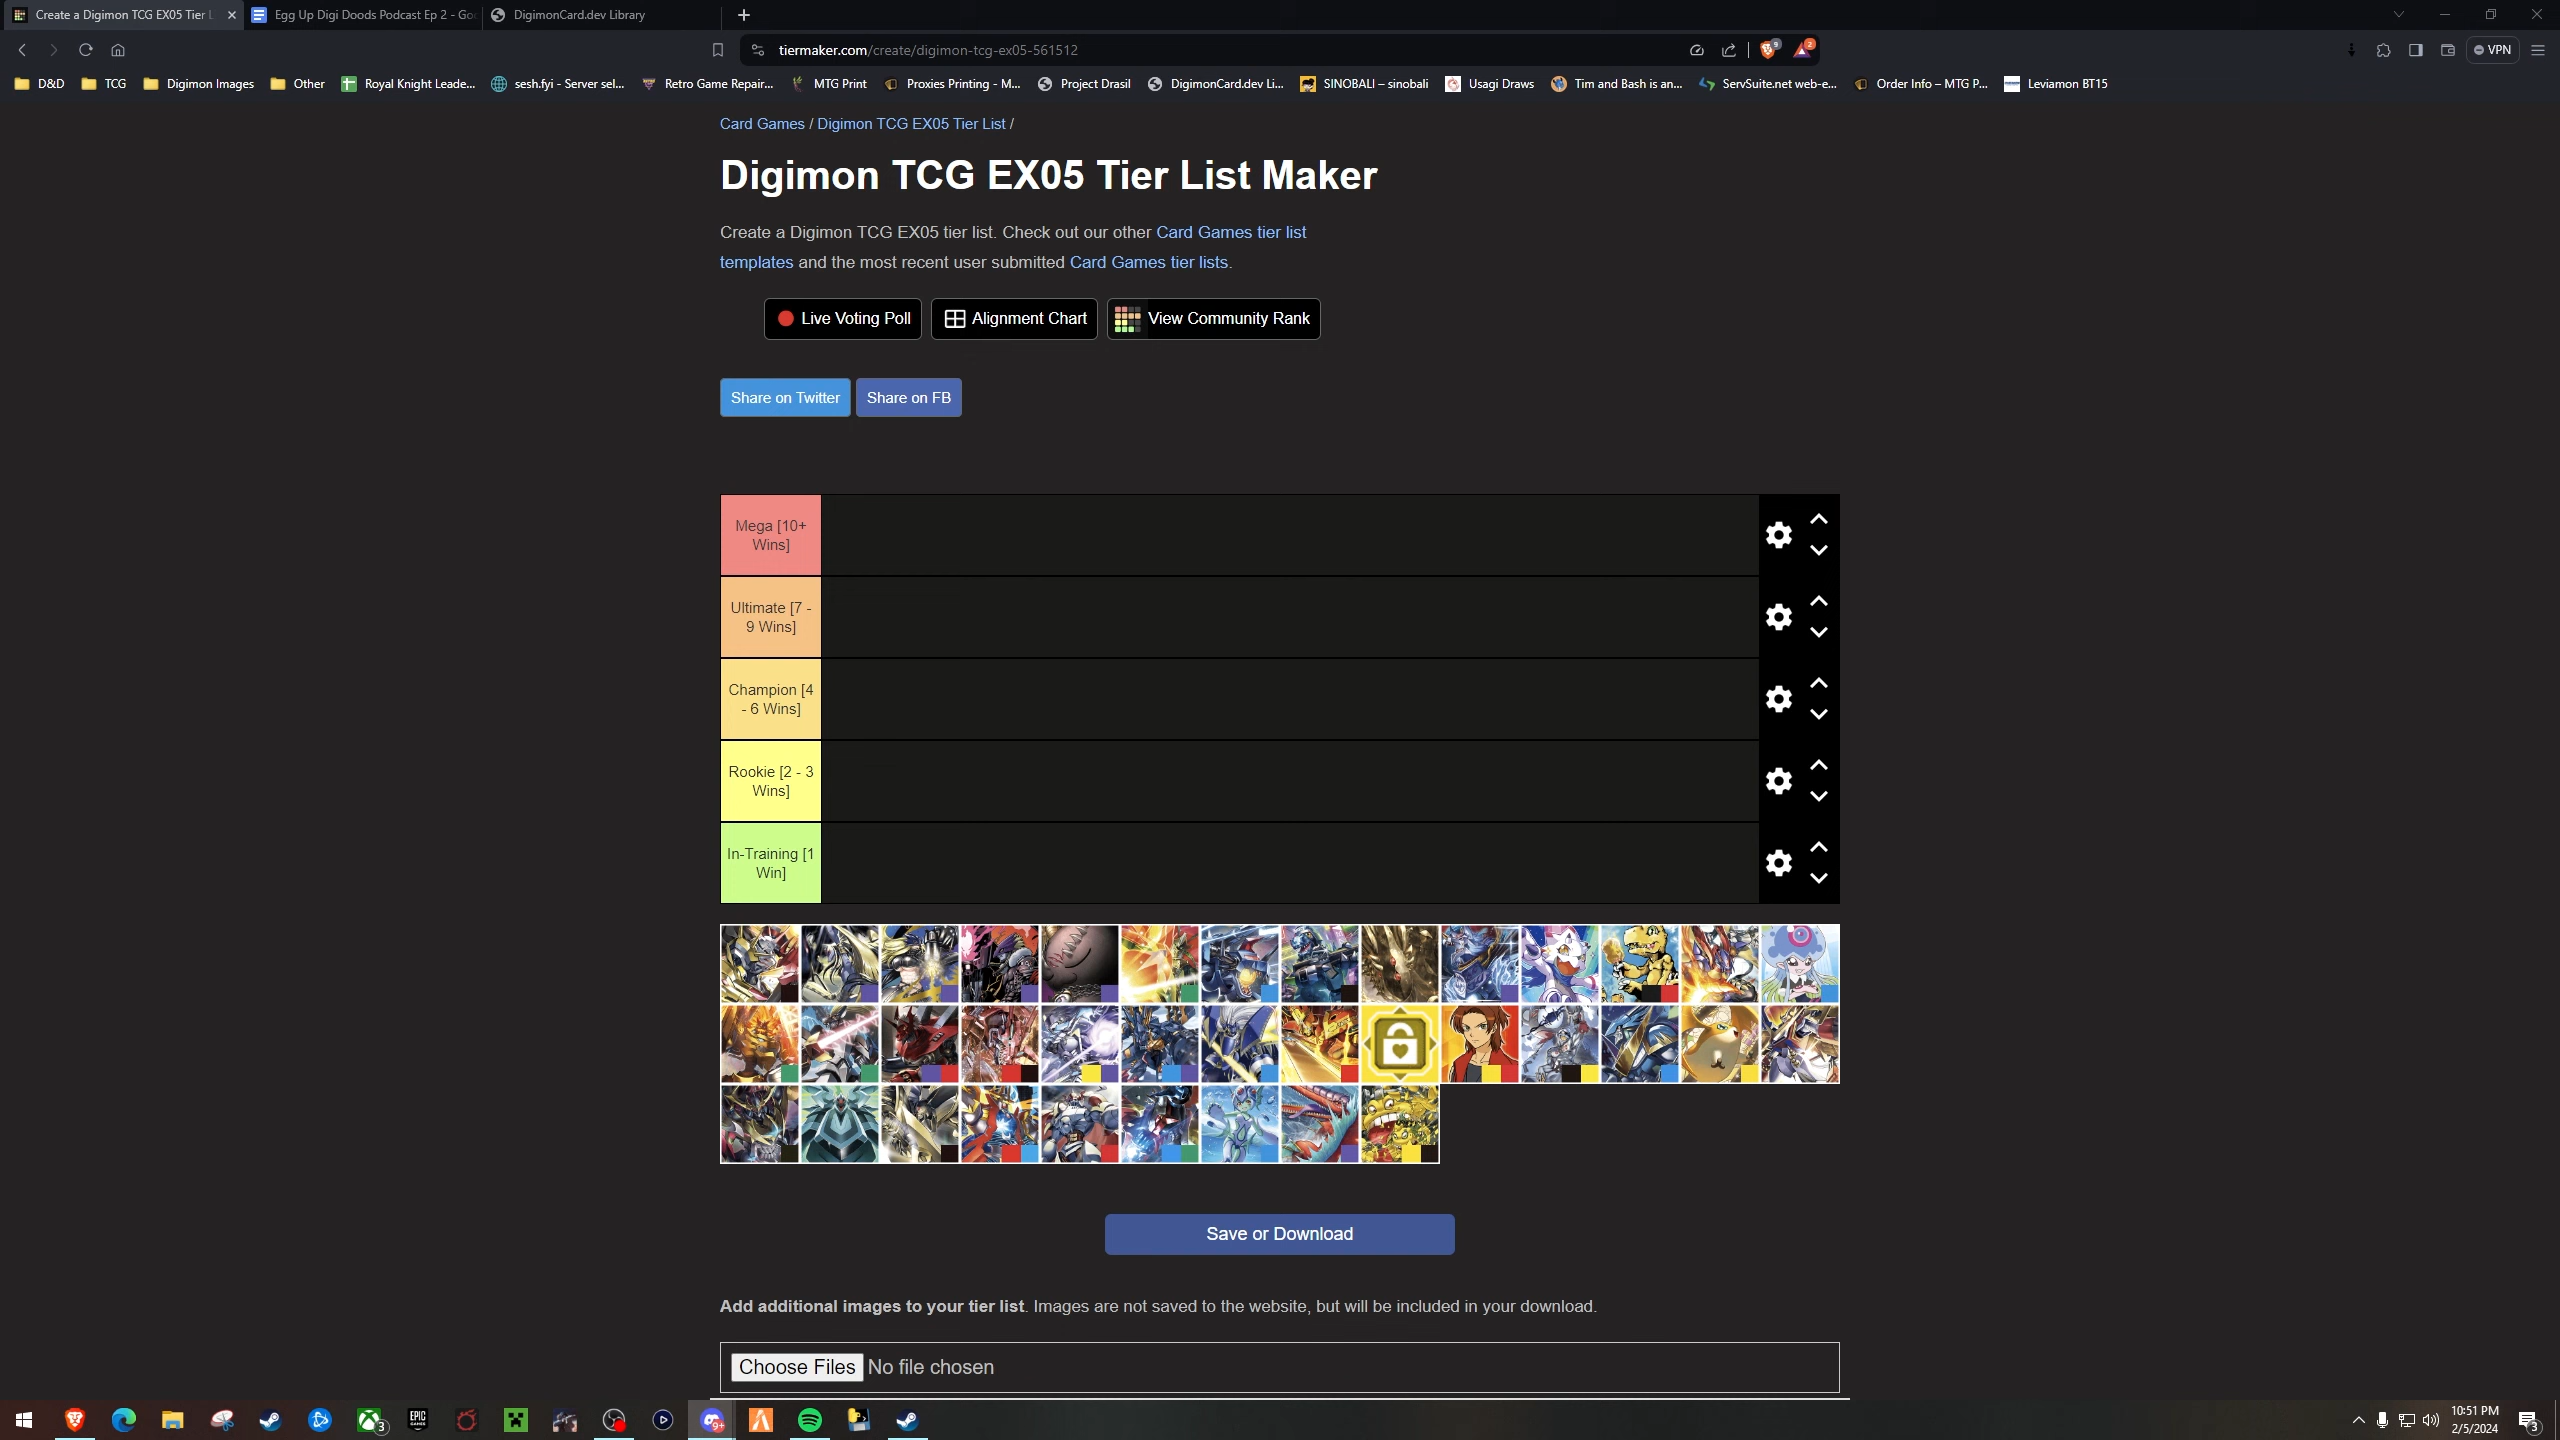 Create a Digimon TCG EX05 Tier L
Egg Up Digi Doods Podcast Ep 2 - Goo
DigimonCard.dev Library
tiermaker.com/create/digimon-tcg-ex05-561512
9
2
VPN
D&D
TCG
Digimon Images
Other
Royal Knight Leade...
sesh.fyi - Server sel...
Retro Game Repair...
MTG Print
Proxies Printing - M...
Project Drasil
DigimonCard.dev Li...
SINOBALI – sinobali
Usagi Draws
Tim and Bash is an...
ServSuite.net web-e...
Order Info – MTG P...
Leviamon BT15
Card Games / Digimon TCG EX05 Tier List /
Digimon TCG EX05 Tier List Maker
Create a Digimon TCG EX05 tier list. Check out our other Card Games tier list
templates and the most recent user submitted Card Games tier lists.
Live Voting Poll
Alignment Chart
View Community Rank
Share on Twitter
Share on FB
Mega [10+
Wins]
Ultimate [7 -
9 Wins]
Champion [4
- 6 Wins]
Rookie [2 - 3
Wins]
In-Training [1
Win]
Save or Download
Add additional images to your tier list. Images are not saved to the website, but will be included in your download.
Choose Files No file chosen
3
EPIC
GAMES
9+
10:51 PM
2/5/2024
3